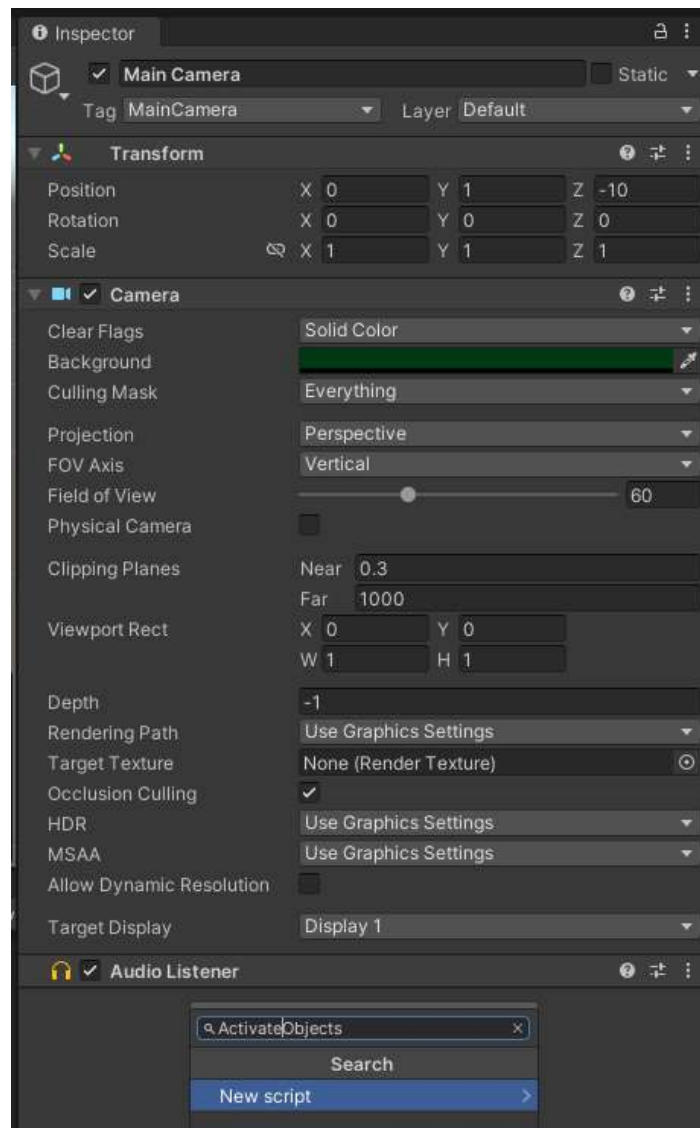 Inspector
Main Camera Static
Tag MainCamera Layer Default
Transform
Position X 0 Y 1 Z -10
Rotation X 0 Y 0 Z 0
Scale X 1 Y 1 Z 1
Camera
Clear Flags Solid Color
Background
Culling Mask Everything
Projection Perspective
FOV Axis Vertical
Field of View 60
Physical Camera
Clipping Planes Near 0.3
Far 1000
Viewport Rect X 0 Y 0
W 1 H 1
Depth -1
Rendering Path Use Graphics Settings
Target Texture None (Render Texture)
Occlusion Culling
HDR Use Graphics Settings
MSAA Use Graphics Settings
Allow Dynamic Resolution
Target Display Display 1
Audio Listener
ActivateObjects
Search
New script